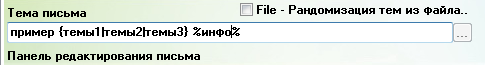 Тема письма File - Рандомизация тем из файла..
пример {темы1|темы2|темы3} %инфо% ...
Панель редактирования письма